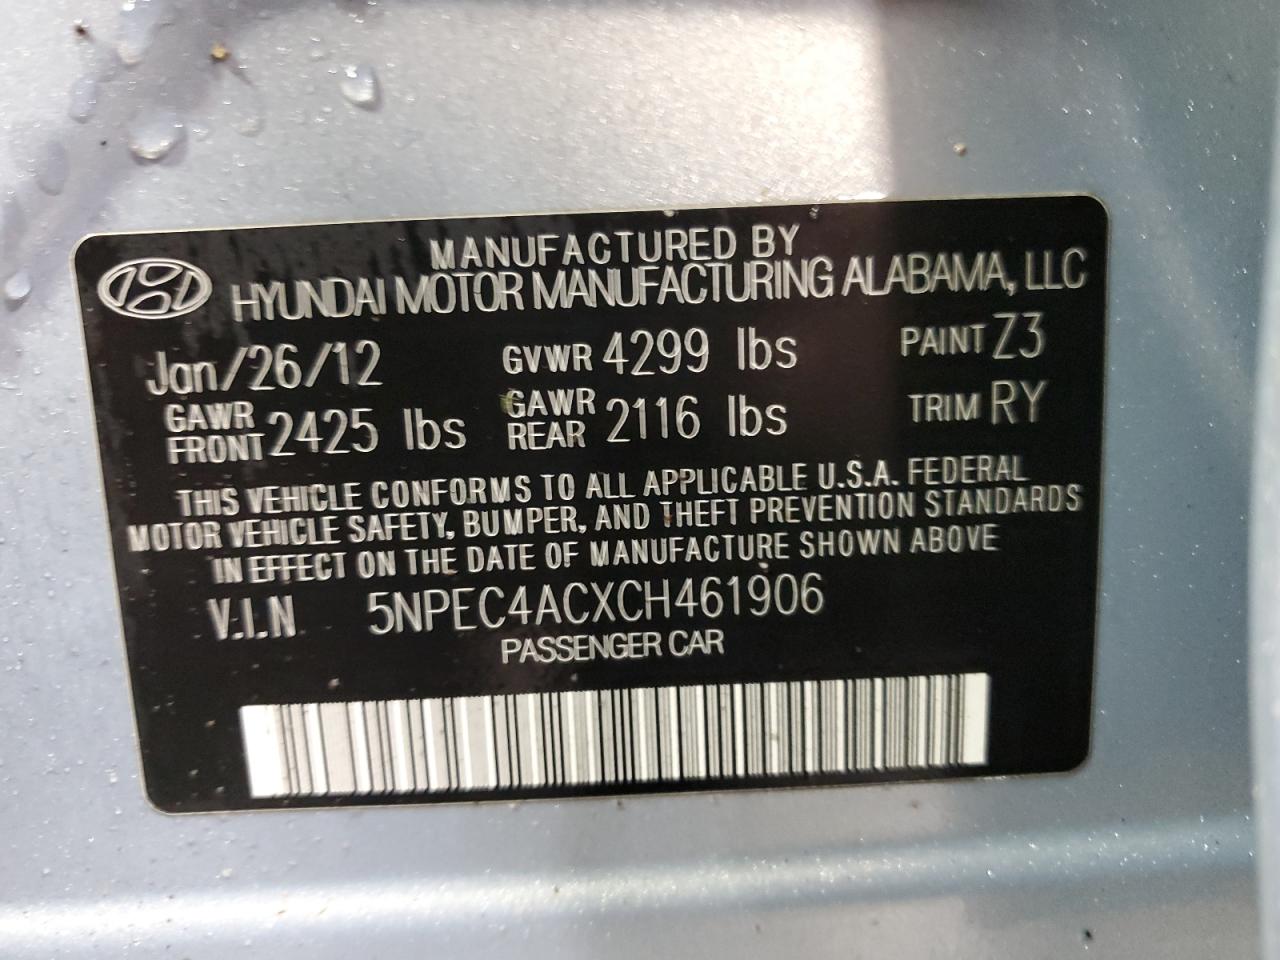 MANUFACTURED BY
HYUNDAI MOTOR MANUFACTURING ALABAMA, LLC
Jan/26/12 GVWR 4299 lbs PAINT Z3
GAWR FRONT 2425 lbs GAWR REAR 2116 lbs TRIM RY
THIS VEHICLE CONFORMS TO ALL APPLICABLE U.S.A. FEDERAL
MOTOR VEHICLE SAFETY, BUMPER, AND THEFT PREVENTION STANDARDS
IN EFFECT ON THE DATE OF MANUFACTURE SHOWN ABOVE
V.I.N 5NPEC4ACXCH461906
PASSENGER CAR